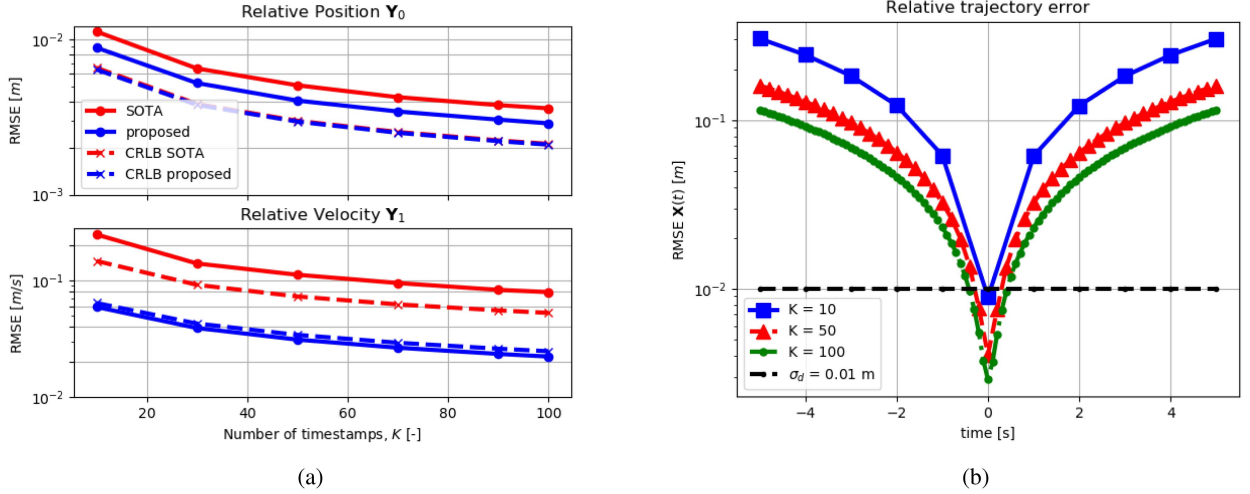 Relative Position Y₀
10⁻²
RMSE [m]
SOTA
proposed
CRLB SOTA
CRLB proposed
10⁻³
Relative Velocity Y₁
10⁻¹
RMSE [m/s]
10⁻²
20 40 60 80 100
Number of timestamps, K [-]
(a)
Relative trajectory error
10⁻¹
RMSE X(t) [m]
10⁻²
K = 10
K = 50
K = 100
σ_d = 0.01 m
−4 −2 0 2 4
time [s]
(b)